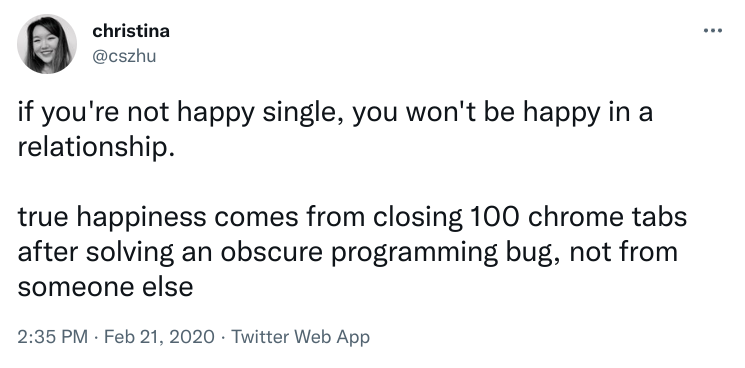 christina
@cszhu
if you're not happy single, you won't be happy in a
relationship.
true happiness comes from closing 100 chrome tabs
after solving an obscure programming bug, not from
someone else
2:35 PM · Feb 21, 2020 · Twitter Web App